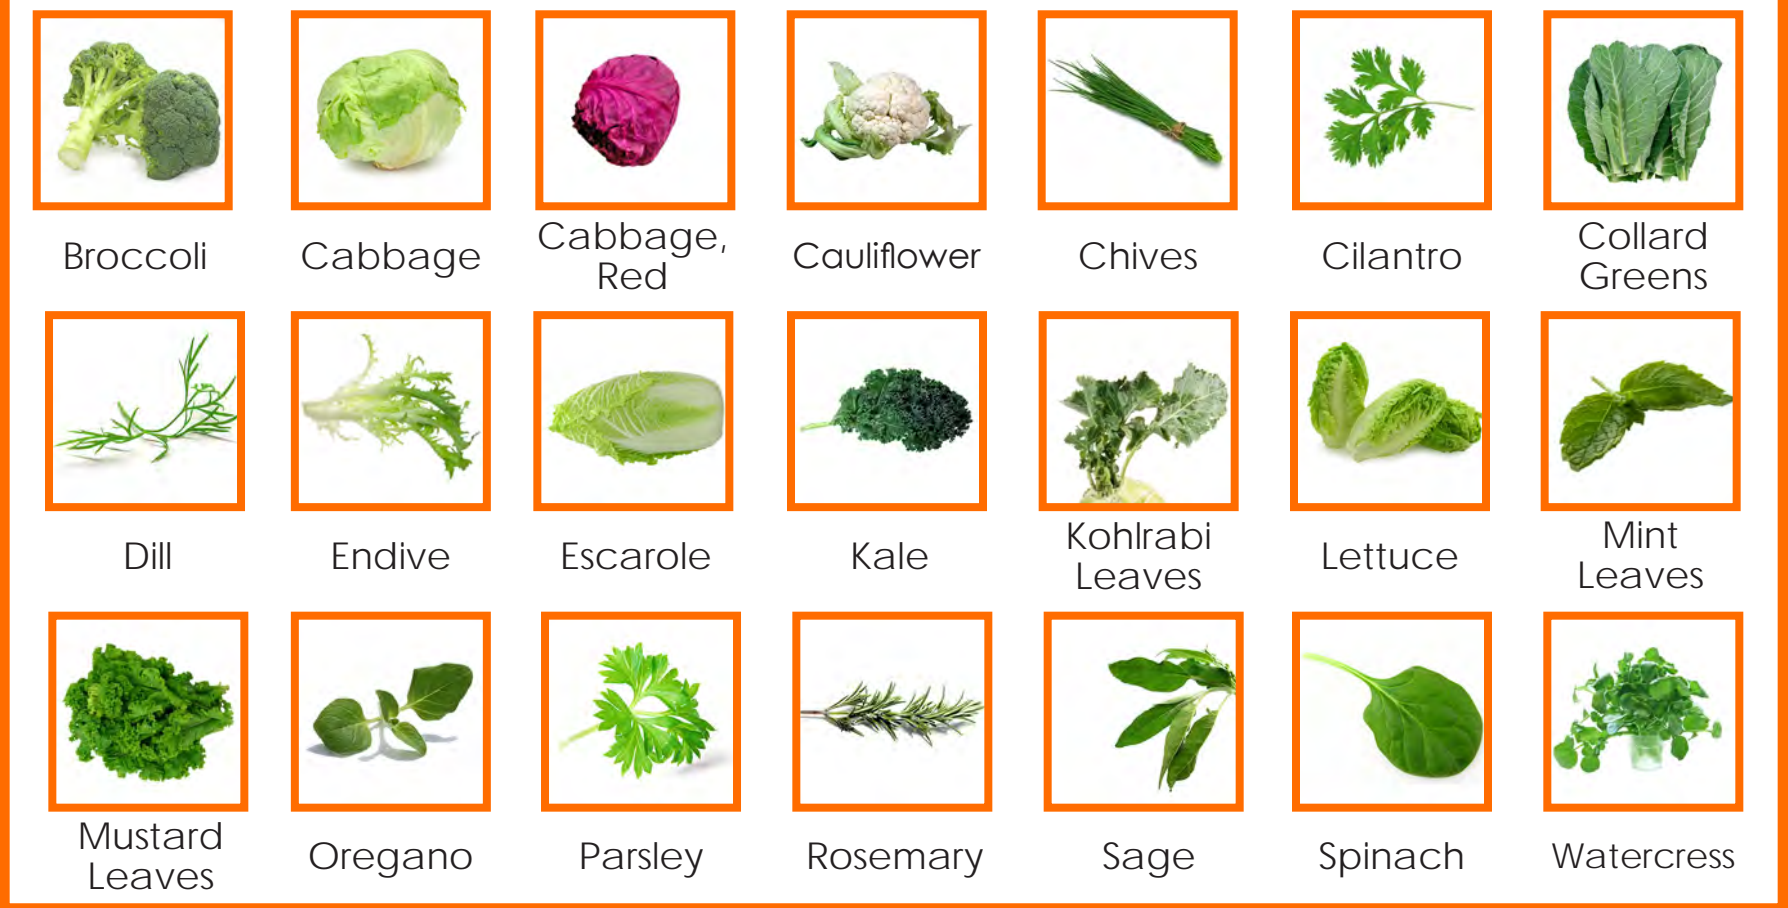 Broccoli
Cabbage
Cabbage,
Red
Cauliflower
Chives
Cilantro
Collard
Greens
Dill
Endive
Escarole
Kale
Kohlrabi
Leaves
Lettuce
Mint
Leaves
Mustard
Leaves
Oregano
Parsley
Rosemary
Sage
Spinach
Watercress